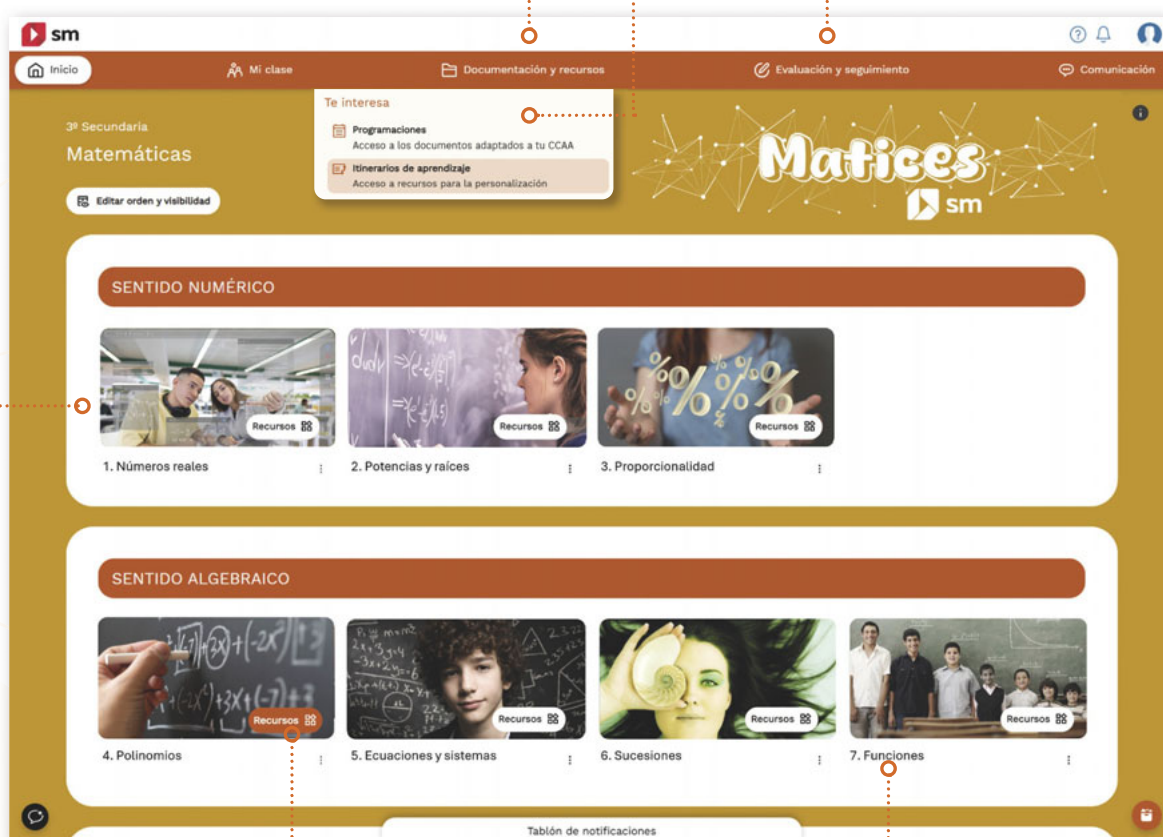 sm
Inicio
Mi clase
Documentación y recursos
Evaluación y seguimiento
Comunicación
Te interesa
Programaciones
Acceso a los documentos adaptados a tu CCAA
Itinerarios de aprendizaje
Acceso a recursos para la personalización
3º Secundaria
Matemáticas
Editar orden y visibilidad
Matices
sm
SENTIDO NUMÉRICO
Recursos
Recursos
Recursos
1. Números reales
2. Potencias y raíces
3. Proporcionalidad
SENTIDO ALGEBRAICO
Recursos
Recursos
Recursos
Recursos
4. Polinomios
5. Ecuaciones y sistemas
6. Sucesiones
7. Funciones
Tablón de notificaciones